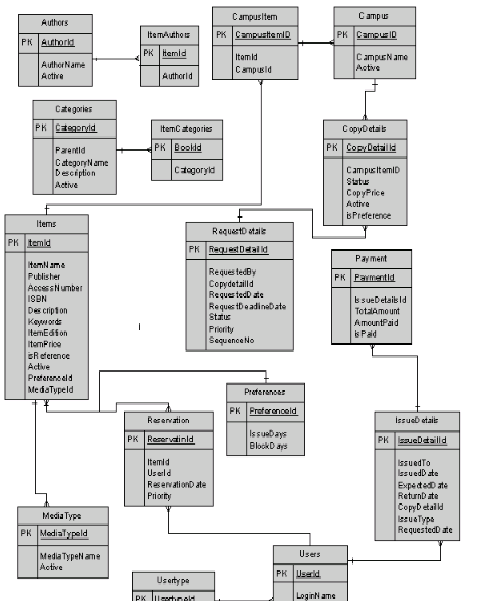 Authors
PK AuthorId
AuthorName
Active
ItemAuthors
PK ItemId
AuthorId
CampusItem
PK CampusItemID
ItemId
CampusId
Campus
PK CampusID
CampusName
Active
Categories
PK CategoryId
ParentId
CategoryName
Description
Active
ItemCategories
PK BookId
CategoryId
CopyDetails
PK CopyDetailId
CampusItemID
Status
CopyPrice
Active
isPreference
Items
PK ItemId
ItemName
Publisher
AccessNumber
ISBN
Description
Keywords
ItemEdition
ItemPrice
isReference
Active
PreferenceId
MediaTypeId
RequestDetails
PK RequestDetailId
RequestedBy
CopydetailId
RequestedDate
RequestDeadlineDate
Status
Priority
SequenceNo
Payment
PK PaymentId
IssueDetailsId
TotalAmount
AmountPaid
isPaid
Preferences
PK PreferenceId
IssueDays
BlockDays
Reservation
PK ReservatinId
ItemId
UserId
ReservationDate
Priority
IssueDetails
PK IssueDetailId
IssuedTo
IssuedDate
ExpectedDate
ReturnDate
CopyDetailId
IssueType
RequestedDate
MediaType
PK MediaTypeId
MediaTypeName
Active
Users
PK UserId
LoginName
Usertype
PK UsertypeId